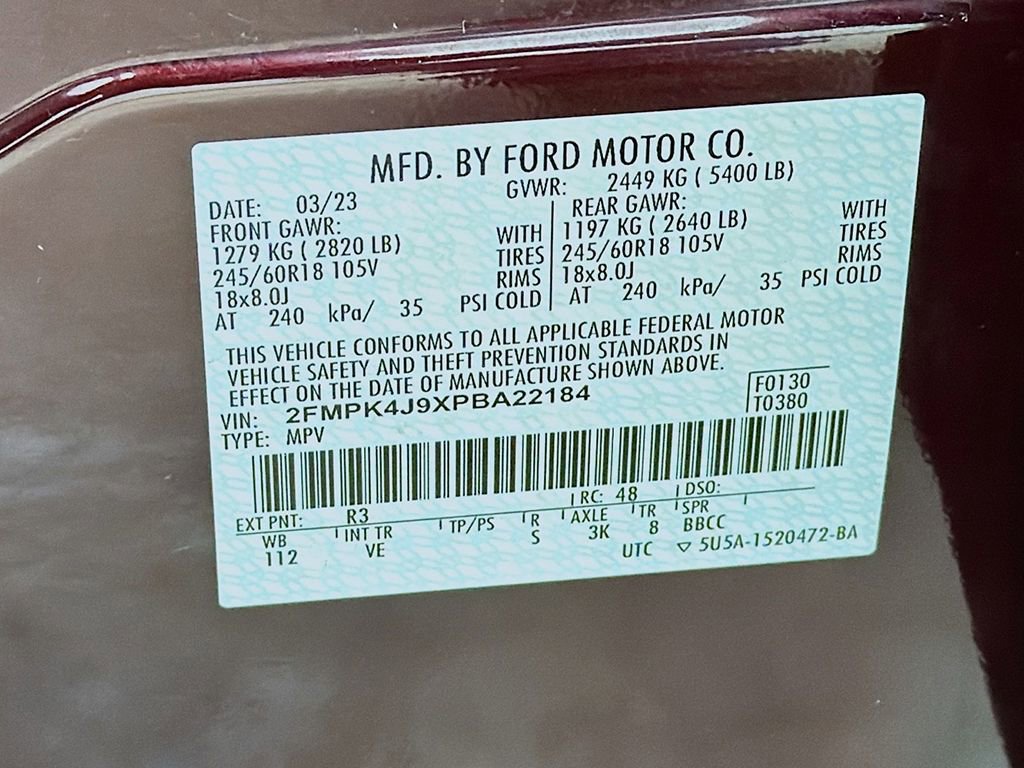 MFD. BY FORD MOTOR CO.
DATE: 03/23 GVWR: 2449 KG ( 5400 LB)
FRONT GAWR:
1279 KG ( 2820 LB) WITH
245/60R18 105V TIRES
18x8.0J RIMS
AT 240 kPa/ 35 PSI COLD
REAR GAWR:
1197 KG ( 2640 LB) WITH
245/60R18 105V TIRES
18x8.0J RIMS
AT 240 kPa/ 35 PSI COLD
THIS VEHICLE CONFORMS TO ALL APPLICABLE FEDERAL MOTOR
VEHICLE SAFETY AND THEFT PREVENTION STANDARDS IN
EFFECT ON THE DATE OF MANUFACTURE SHOWN ABOVE.
VIN: 2FMPK4J9XPBA22184
TYPE: MPV
F0130
T0380
EXT PNT: R3 RC: 48 DSO:
WB INT TR TP/PS R AXLE TR SPR
112 VE S 3K 8 BBCC
UTC ▽ 5U5A-1520472-BA